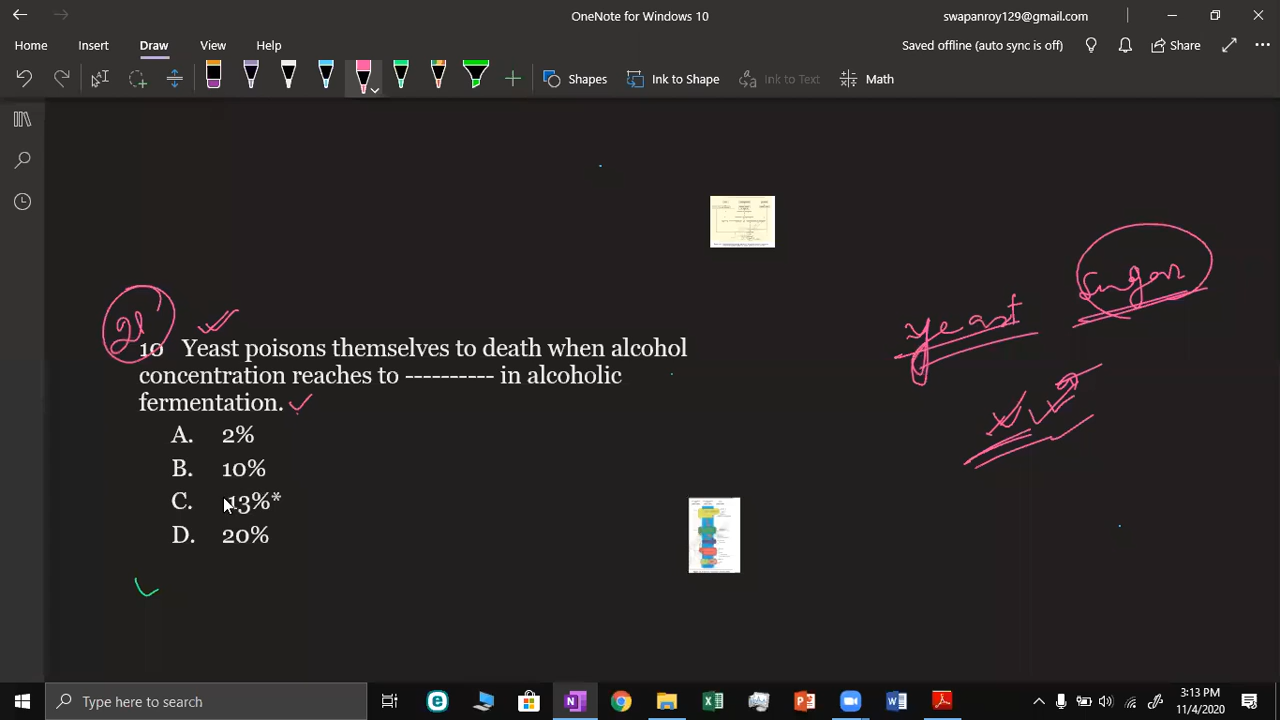 OneNote for Windows 10
swapanroy129@gmail.com
Home Insert Draw View Help
Saved offline (auto sync is off)
Share
Shapes
Ink to Shape
Ink to Text
Math
Sugar
yeast
10 Yeast poisons themselves to death when alcohol
concentration reaches to ---------- in alcoholic
fermentation.
A. 2%
B. 10%
C. 13%*
D. 20%
Type here to search
3:13 PM
11/4/2020